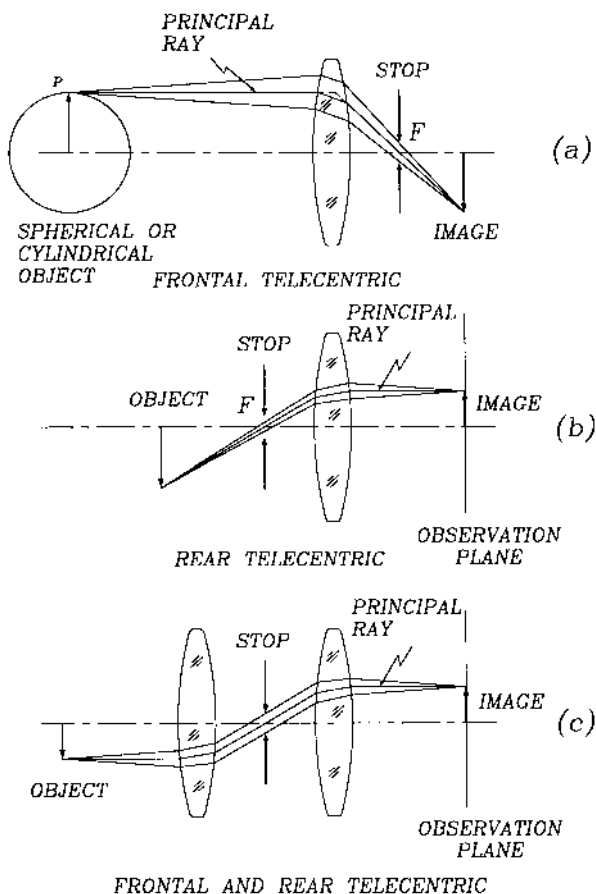 PRINCIPAL
RAY
STOP
P
F
(a)
SPHERICAL OR
CYLINDRICAL
OBJECT
IMAGE
FRONTAL TELECENTRIC
PRINCIPAL
RAY
STOP
OBJECT
F
IMAGE
(b)
OBSERVATION
PLANE
REAR TELECENTRIC
PRINCIPAL
RAY
STOP
IMAGE
(c)
OBJECT
OBSERVATION
PLANE
FRONTAL AND REAR TELECENTRIC